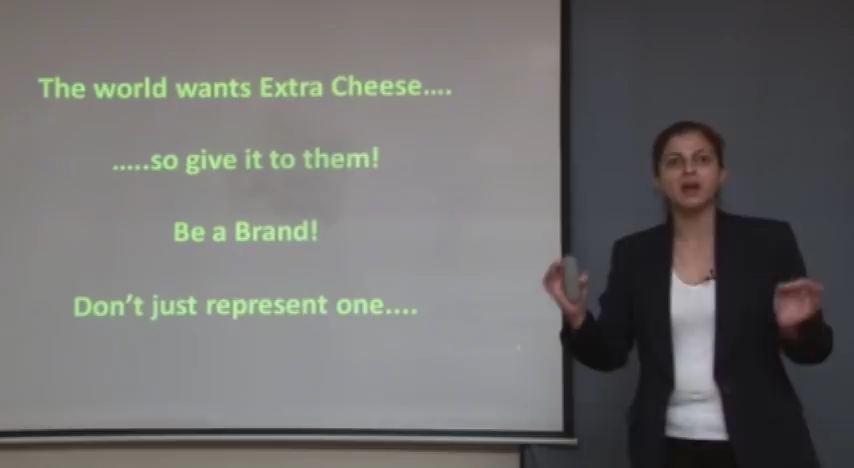 The world wants Extra Cheese....
.....so give it to them!
Be a Brand!
Don't just represent one....